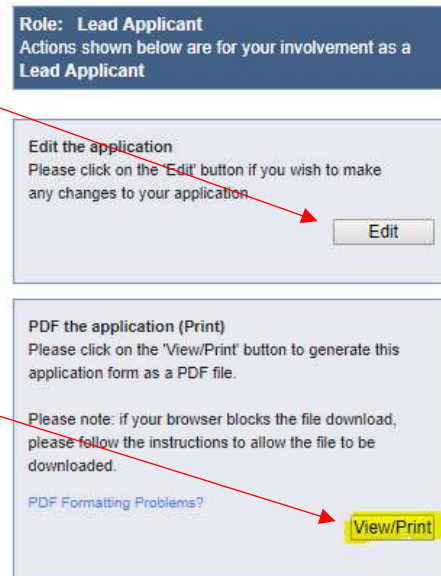 Role: Lead Applicant
Actions shown below are for your involvement as a
Lead Applicant
Edit the application
Please click on the 'Edit' button if you wish to make
any changes to your application.
Edit
PDF the application (Print)
Please click on the 'View/Print' button to generate this
application form as a PDF file.
Please note: if your browser blocks the file download,
please follow the instructions to allow the file to be
downloaded.
PDF Formatting Problems?
View/Print